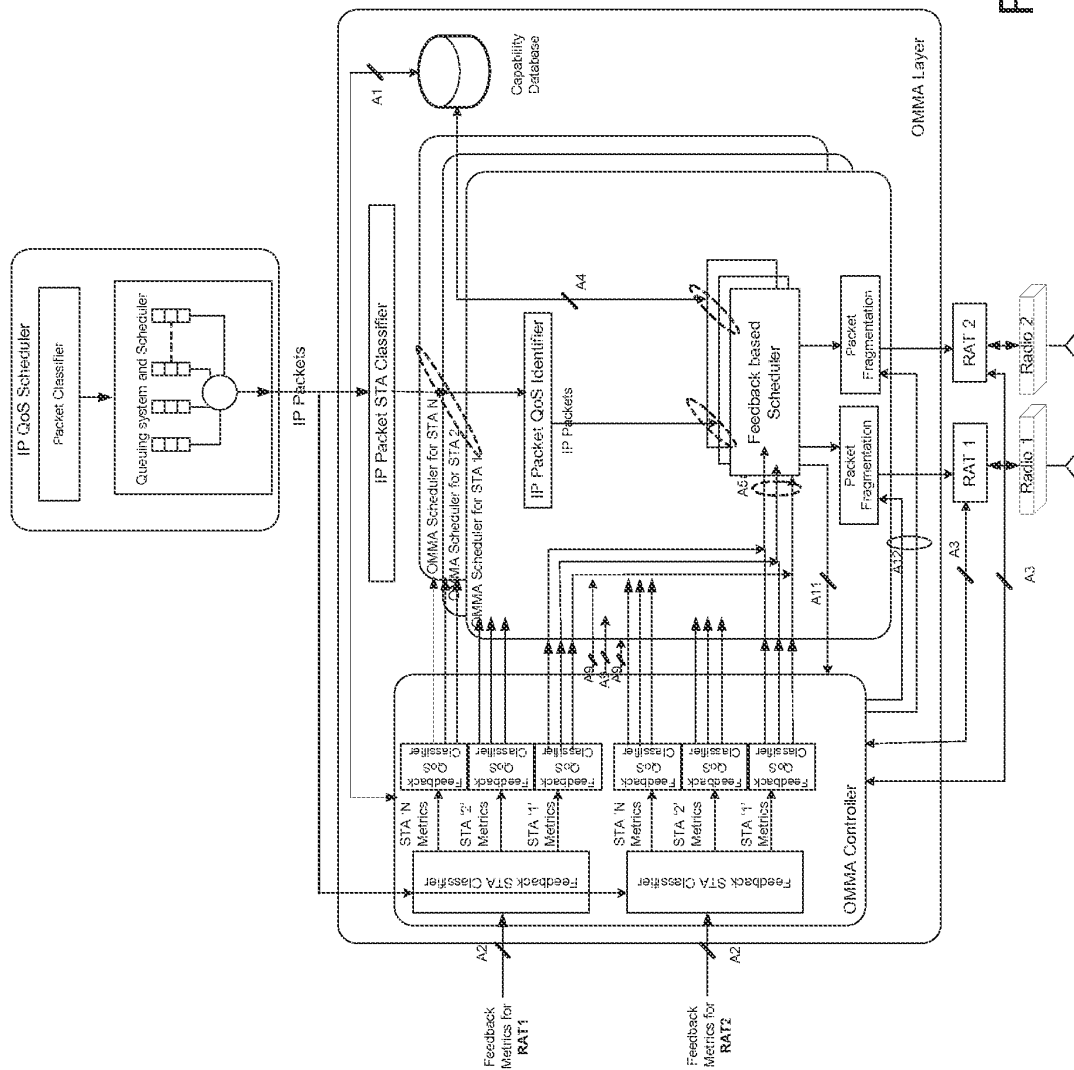 IP QoS Scheduler
Packet Classifier
Queuing system and Scheduler
IP Packets
OMMA Layer
A1
Capability
Database
IP Packet STA Classifier
OMMA Scheduler for STA N
OMMA Scheduler for STA 2
OMMA Scheduler for STA 1
IP Packet QoS Identifier
IP Packets
A4
Feedback based
Scheduler
A5
Packet
Fragmentation
Packet
Fragmentation
A9
A9
A9
A11
A12
A3
A3
RAT 1
RAT 2
Radio 1
Radio 2
OMMA Controller
Feedback
Metrics for
RAT1
A2
Feedback STA Classifier
STA 'N'
Metrics
STA '2'
Metrics
STA '1'
Metrics
Feedback
QoS
Classifier
Feedback
QoS
Classifier
Feedback
QoS
Classifier
Feedback
Metrics for
RAT2
A2
Feedback STA Classifier
STA 'N'
Metrics
STA '2'
Metrics
STA '1'
Metrics
Feedback
QoS
Classifier
Feedback
QoS
Classifier
Feedback
QoS
Classifier